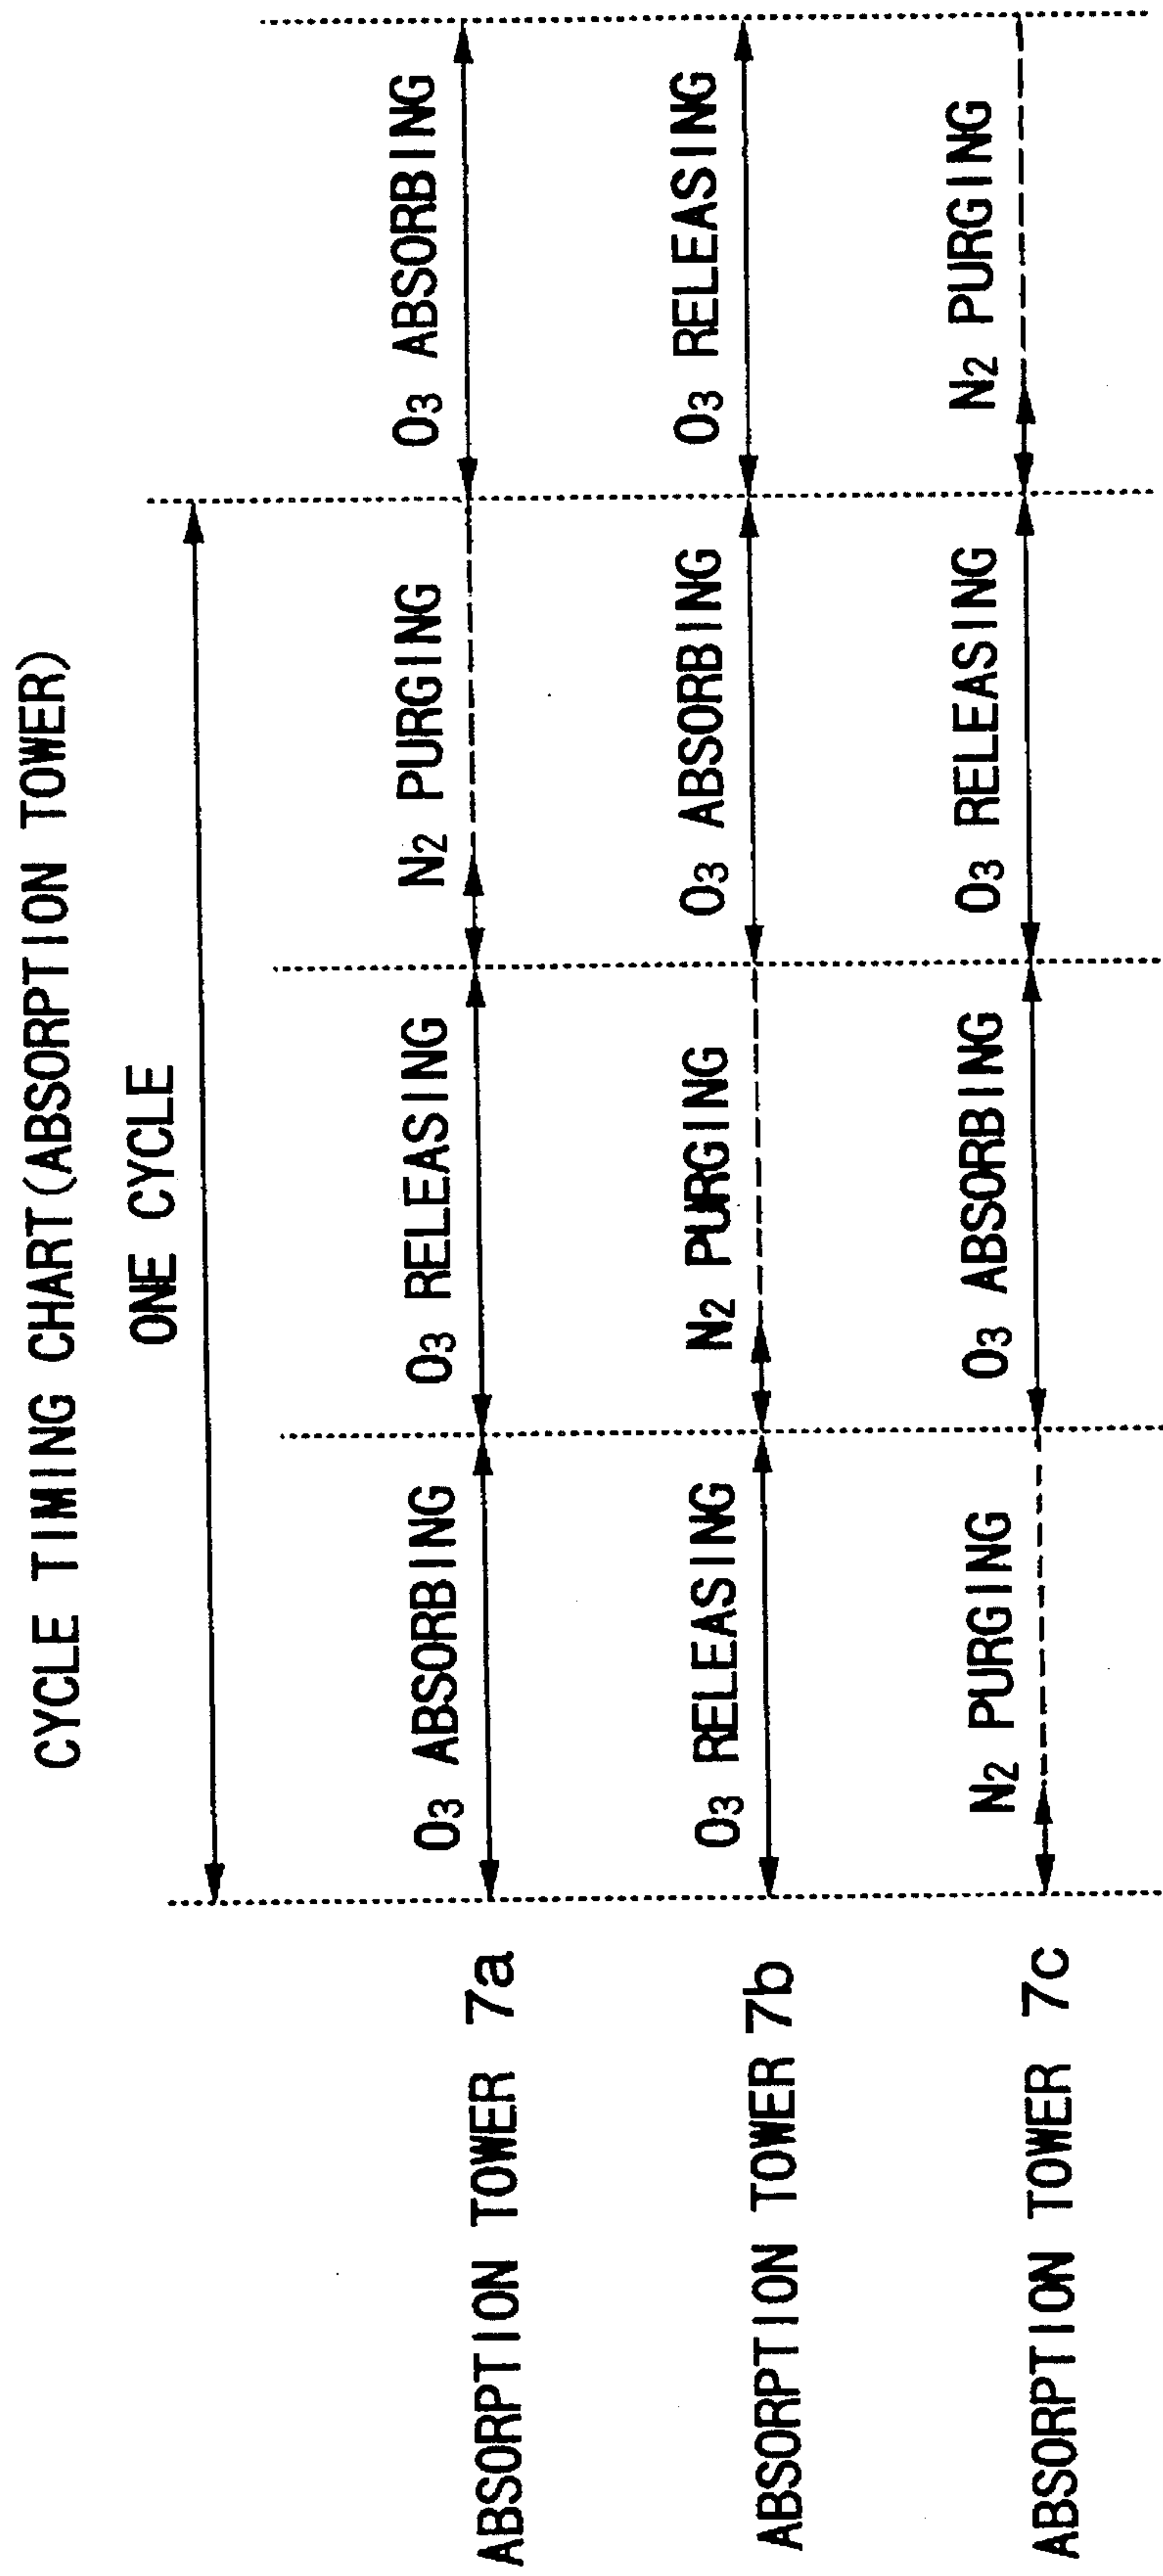 CYCLE TIMING CHART(ABSORPTION TOWER)
ONE CYCLE
ABSORPTION TOWER 7a
O3 ABSORBING
O3 RELEASING
N2 PURGING
O3 ABSORBING
ABSORPTION TOWER 7b
O3 RELEASING
N2 PURGING
O3 ABSORBING
O3 RELEASING
ABSORPTION TOWER 7c
N2 PURGING
O3 ABSORBING
O3 RELEASING
N2 PURGING